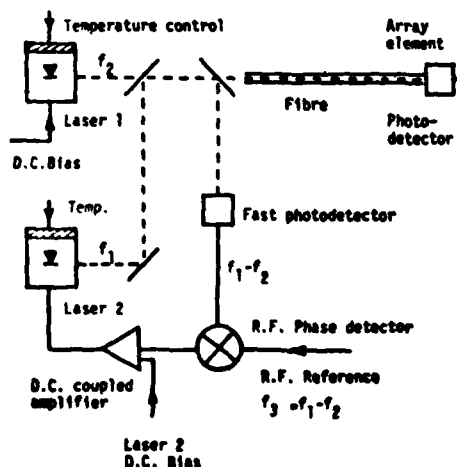 Temperature control
f2
Laser 1
D.C.Bias
Array
element
Fibre
Photo-
detector
Temp.
f1
Laser 2
Fast photodetector
f1-f2
R.F. Phase detector
R.F. Reference
f3 =f1-f2
D.C. coupled
amplifier
Laser 2
D.C. Bias